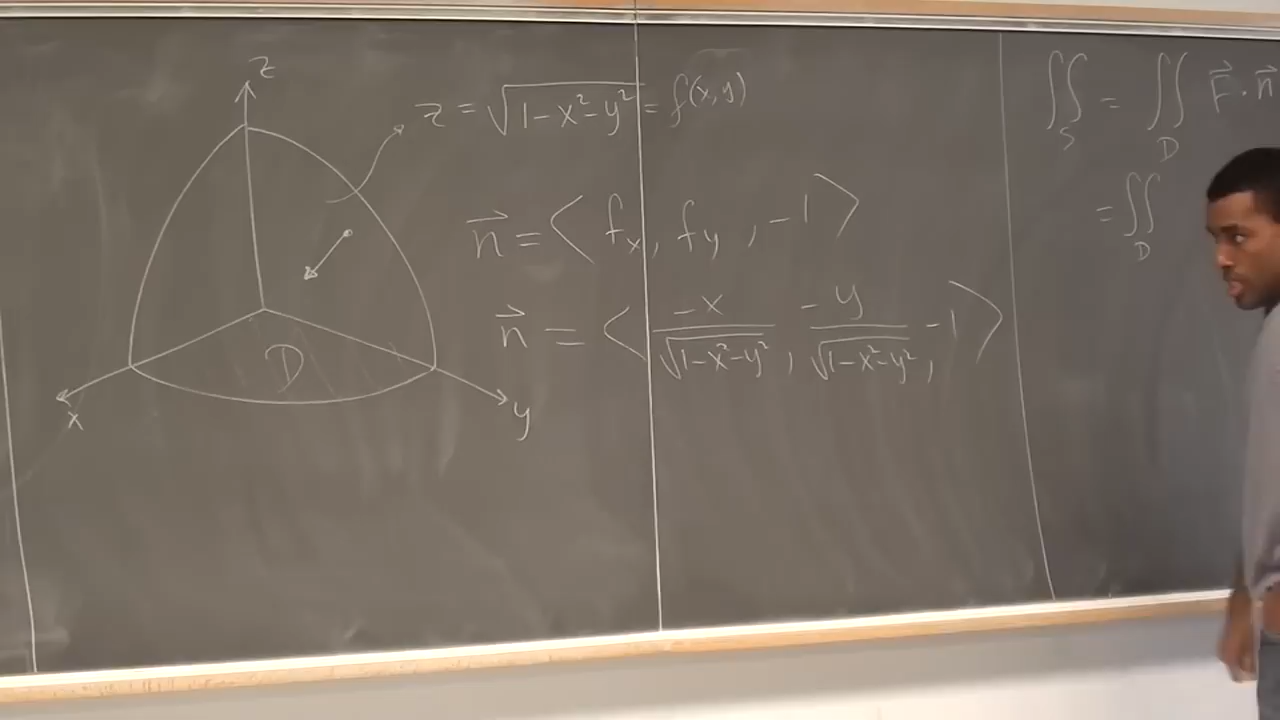 z
z = √(1-x²-y²) = f(x,y)
n⃗ = < f_x, f_y, -1 >
n⃗ = < -x/√(1-x²-y²), -y/√(1-x²-y²), -1 >
D
x
y
∬_S = ∬_D F⃗ · n⃗
= ∬_D